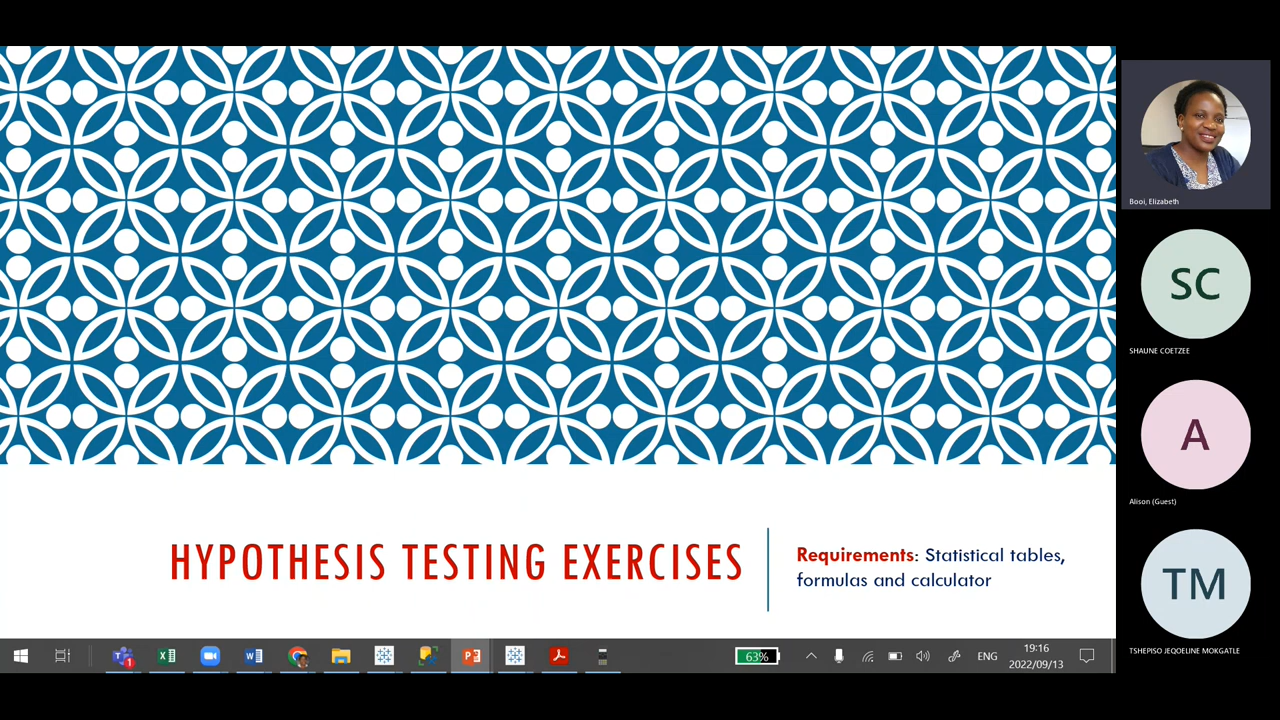 HYPOTHESIS TESTING EXERCISES
Requirements: Statistical tables,
formulas and calculator
Booi, Elizabeth
SC
SHAUNE COETZEE
A
Alison (Guest)
TM
TSHEPISO JEQOELINE MOKGATLE
1
63%
ENG
19:16
2022/09/13